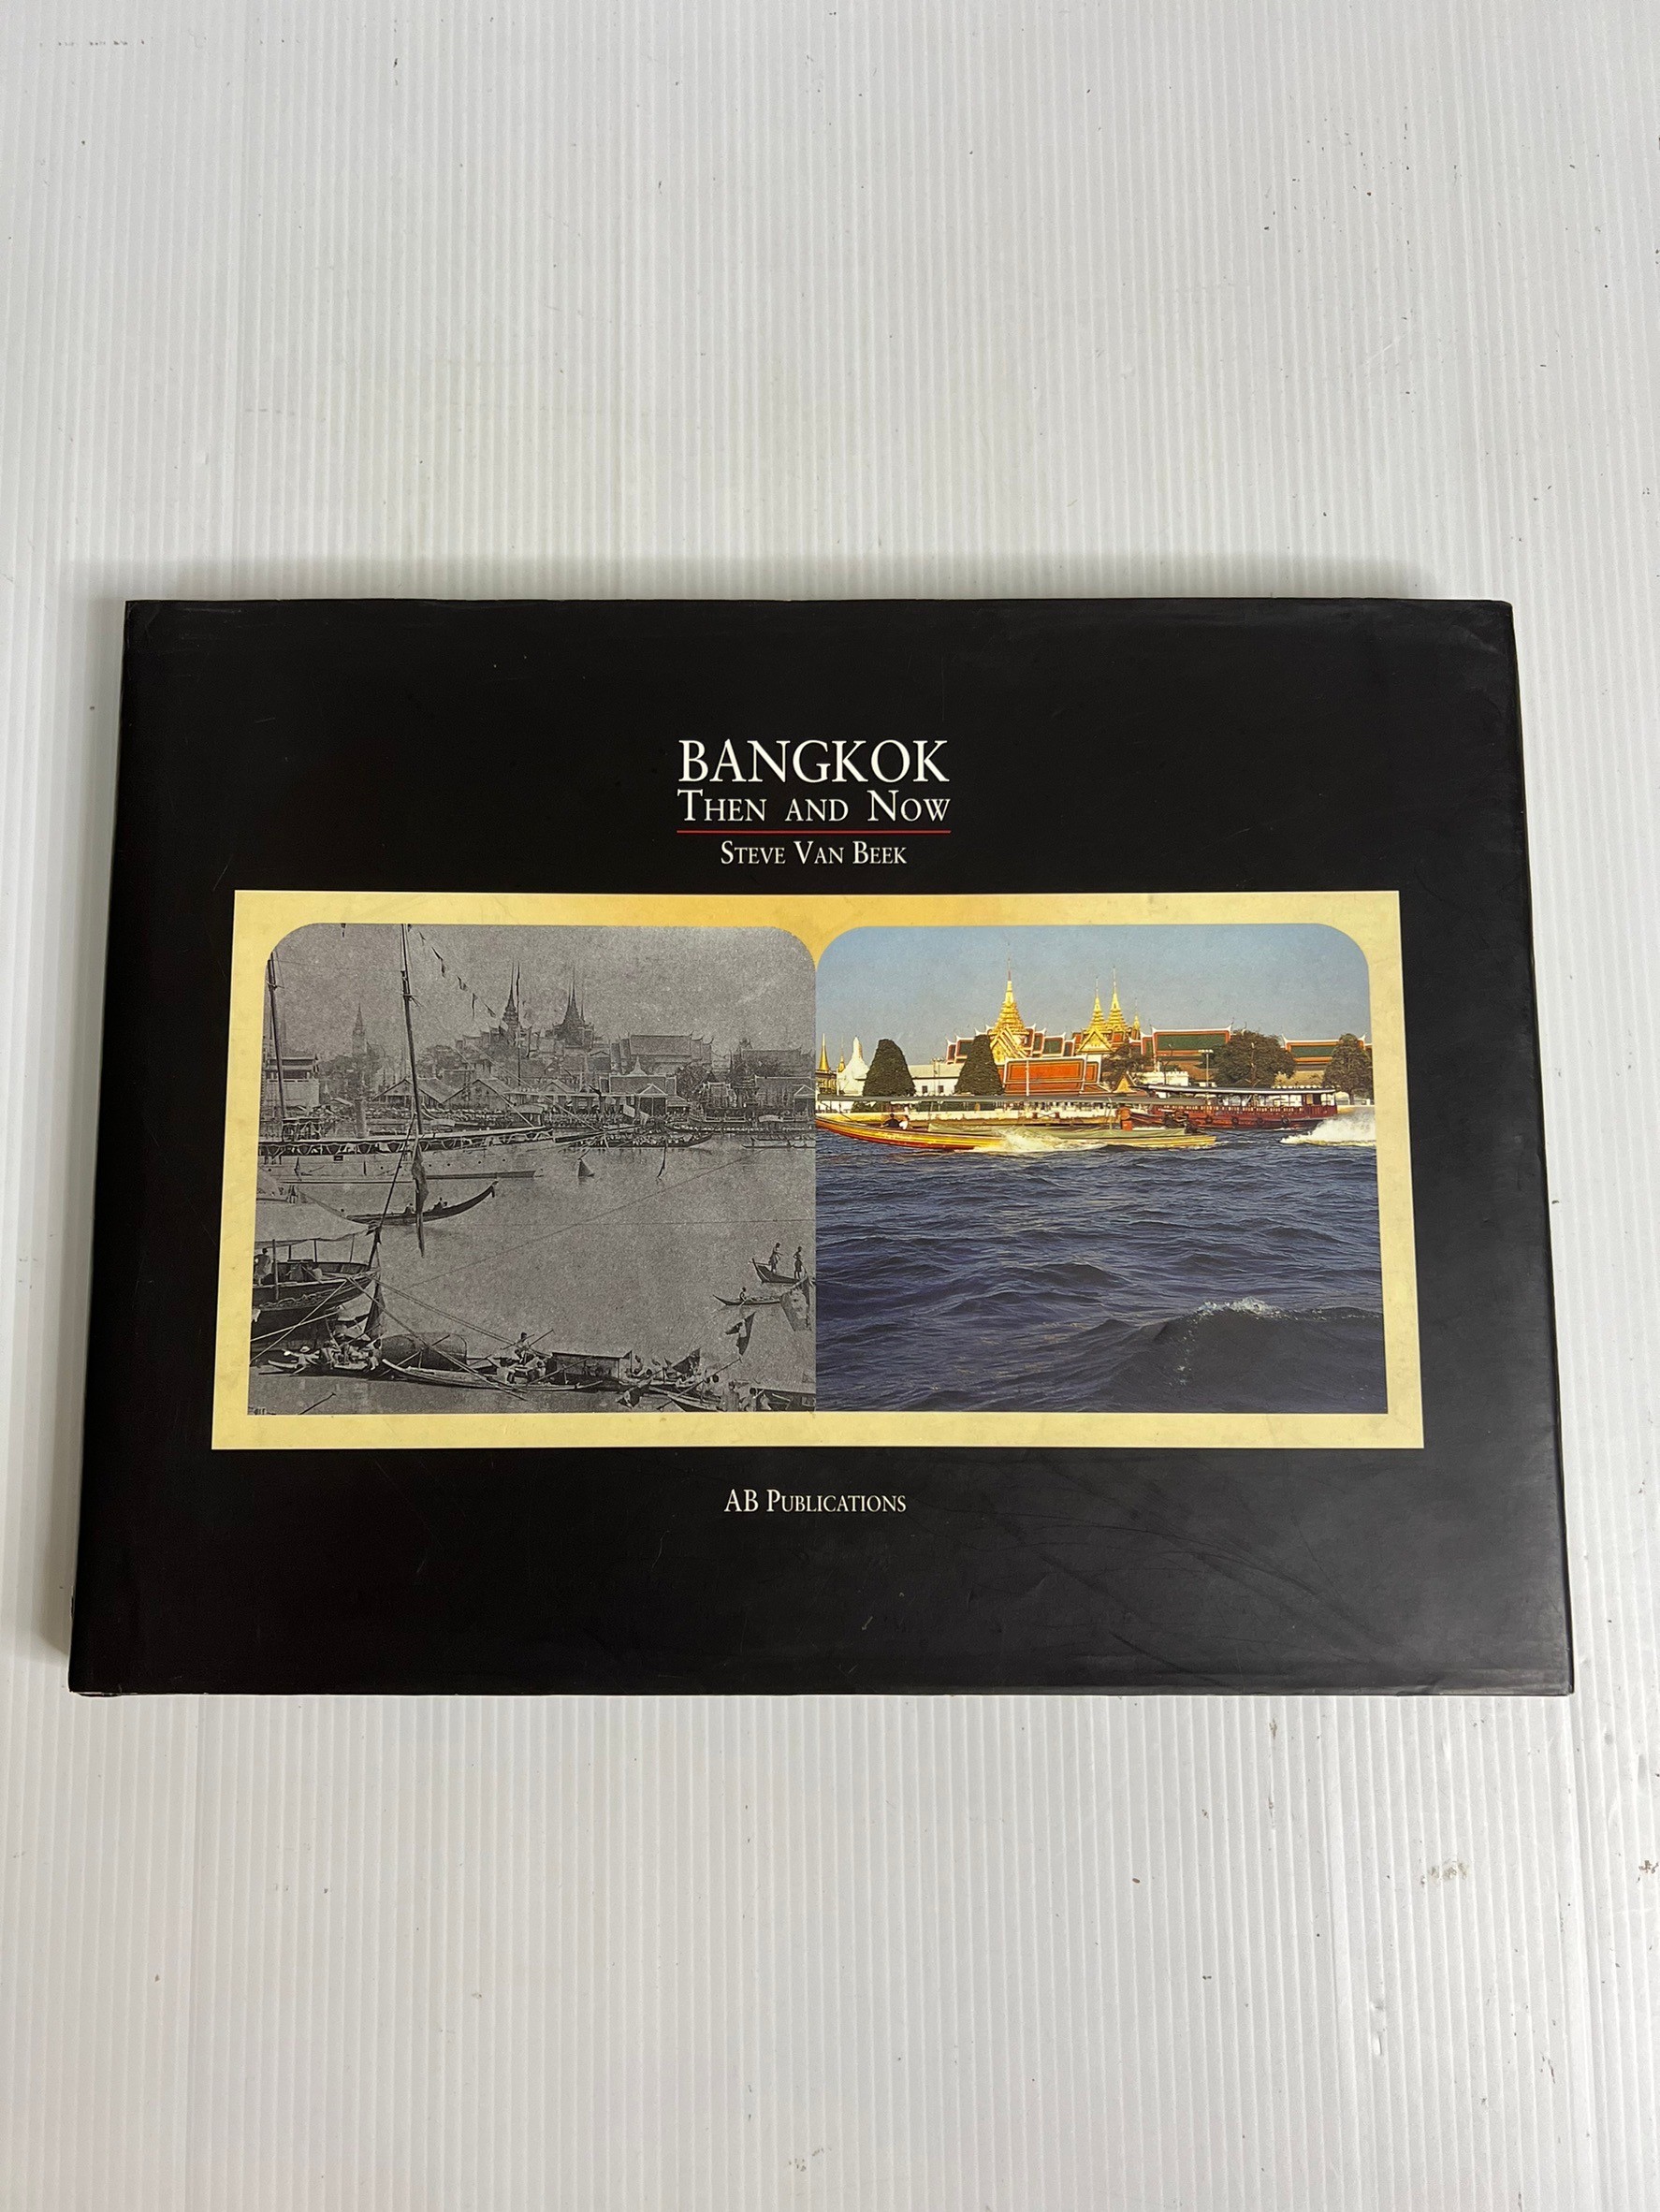 BANGKOK
THEN AND NOW
STEVE VAN BEEK
AB PUBLICATIONS